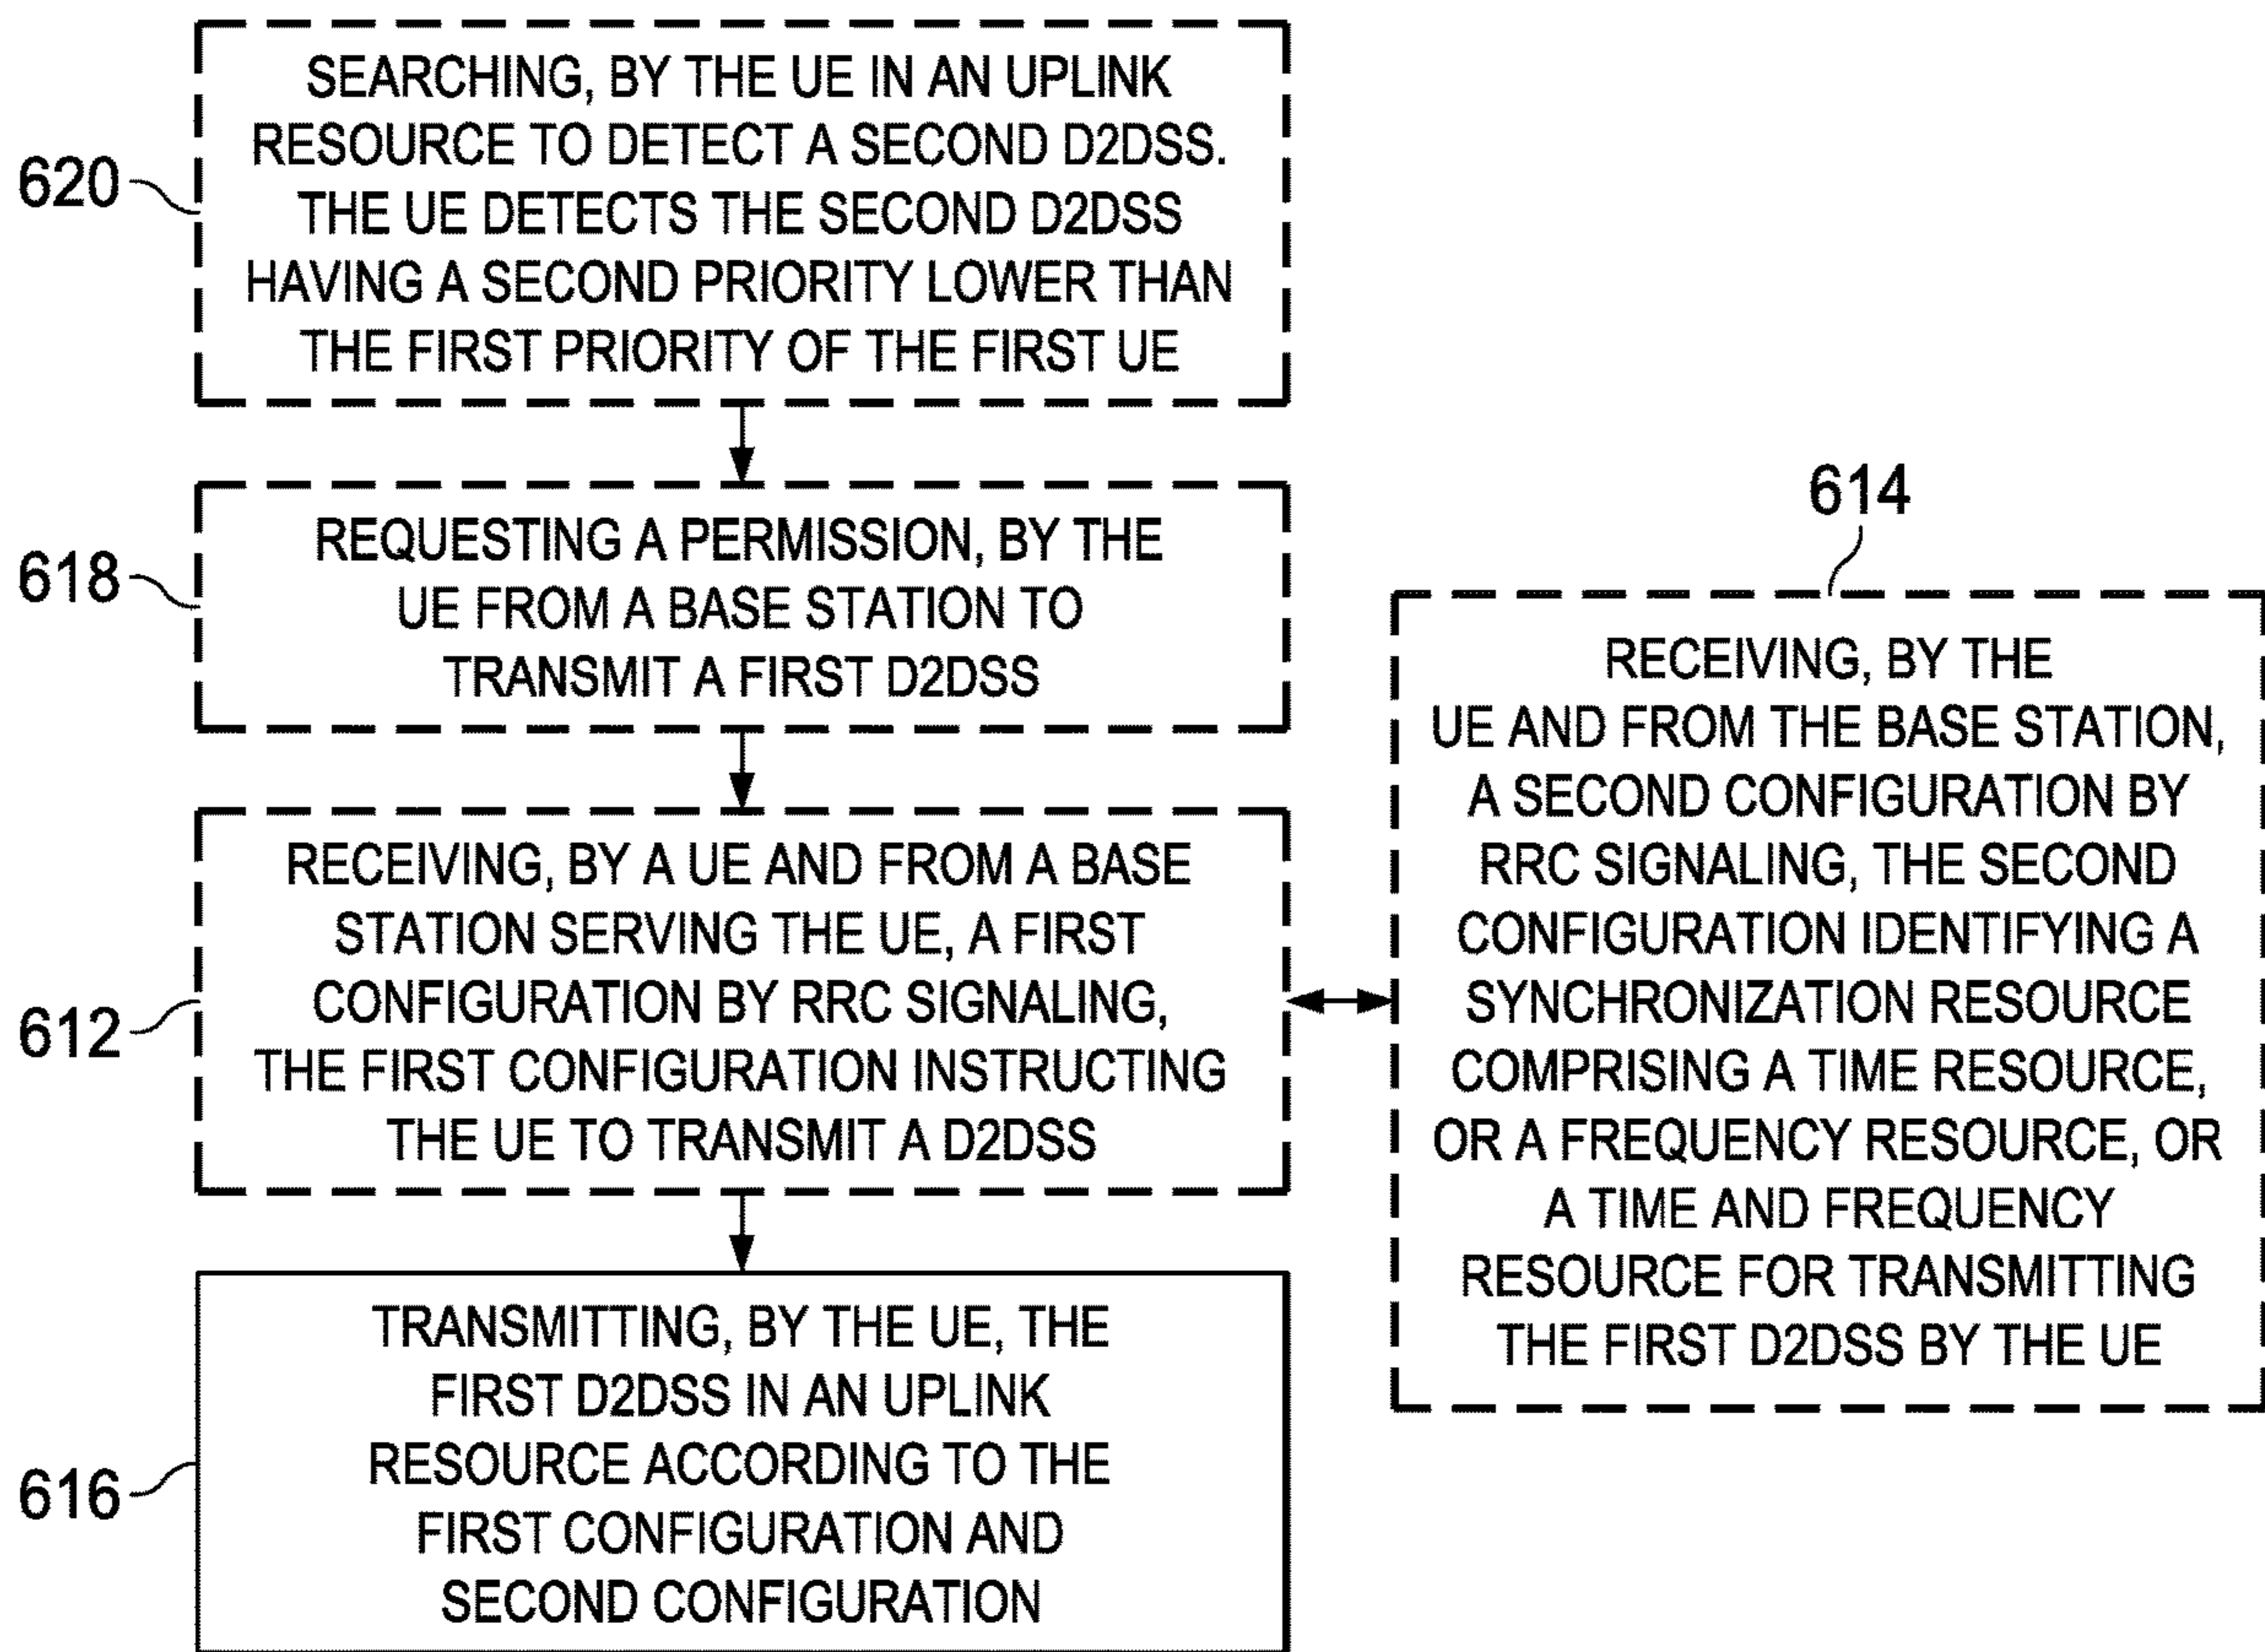 SEARCHING, BY THE UE IN AN UPLINK
RESOURCE TO DETECT A SECOND D2DSS.
THE UE DETECTS THE SECOND D2DSS
HAVING A SECOND PRIORITY LOWER THAN
THE FIRST PRIORITY OF THE FIRST UE
620
REQUESTING A PERMISSION, BY THE
UE FROM A BASE STATION TO
TRANSMIT A FIRST D2DSS
618
RECEIVING, BY A UE AND FROM A BASE
STATION SERVING THE UE, A FIRST
CONFIGURATION BY RRC SIGNALING,
THE FIRST CONFIGURATION INSTRUCTING
THE UE TO TRANSMIT A D2DSS
612
614
RECEIVING, BY THE
UE AND FROM THE BASE STATION,
A SECOND CONFIGURATION BY
RRC SIGNALING, THE SECOND
CONFIGURATION IDENTIFYING A
SYNCHRONIZATION RESOURCE
COMPRISING A TIME RESOURCE,
OR A FREQUENCY RESOURCE, OR
A TIME AND FREQUENCY
RESOURCE FOR TRANSMITTING
THE FIRST D2DSS BY THE UE
TRANSMITTING, BY THE UE, THE
FIRST D2DSS IN AN UPLINK
RESOURCE ACCORDING TO THE
FIRST CONFIGURATION AND
SECOND CONFIGURATION
616